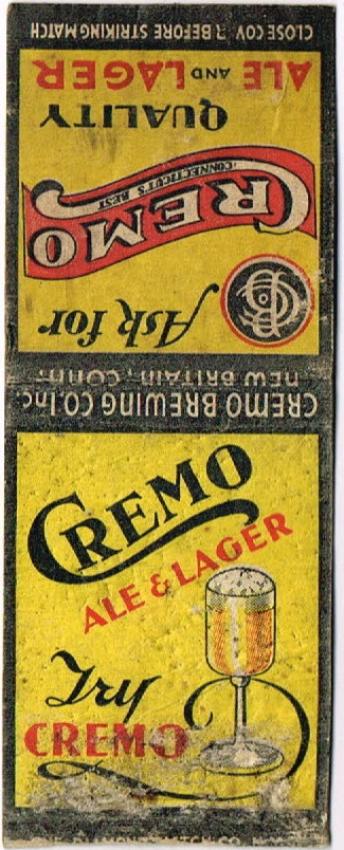 CREMO
ALE & LAGER
Try
CREMO
CREMO BREWING CO. Inc.
NEW BRITAIN, CONN.
Ask for
CREMO
CONNECTICUT'S BEST
QUALITY
ALE AND LAGER
CLOSE COV R BEFORE STRIKING MATCH